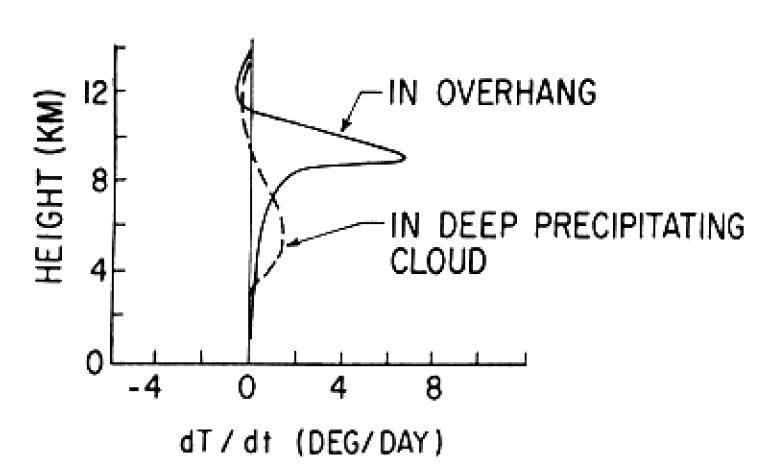 12
8
4
0
HEIGHT (KM)
IN OVERHANG
IN DEEP PRECIPITATING
CLOUD
-4 0 4 8
dT/dt (DEG/DAY)